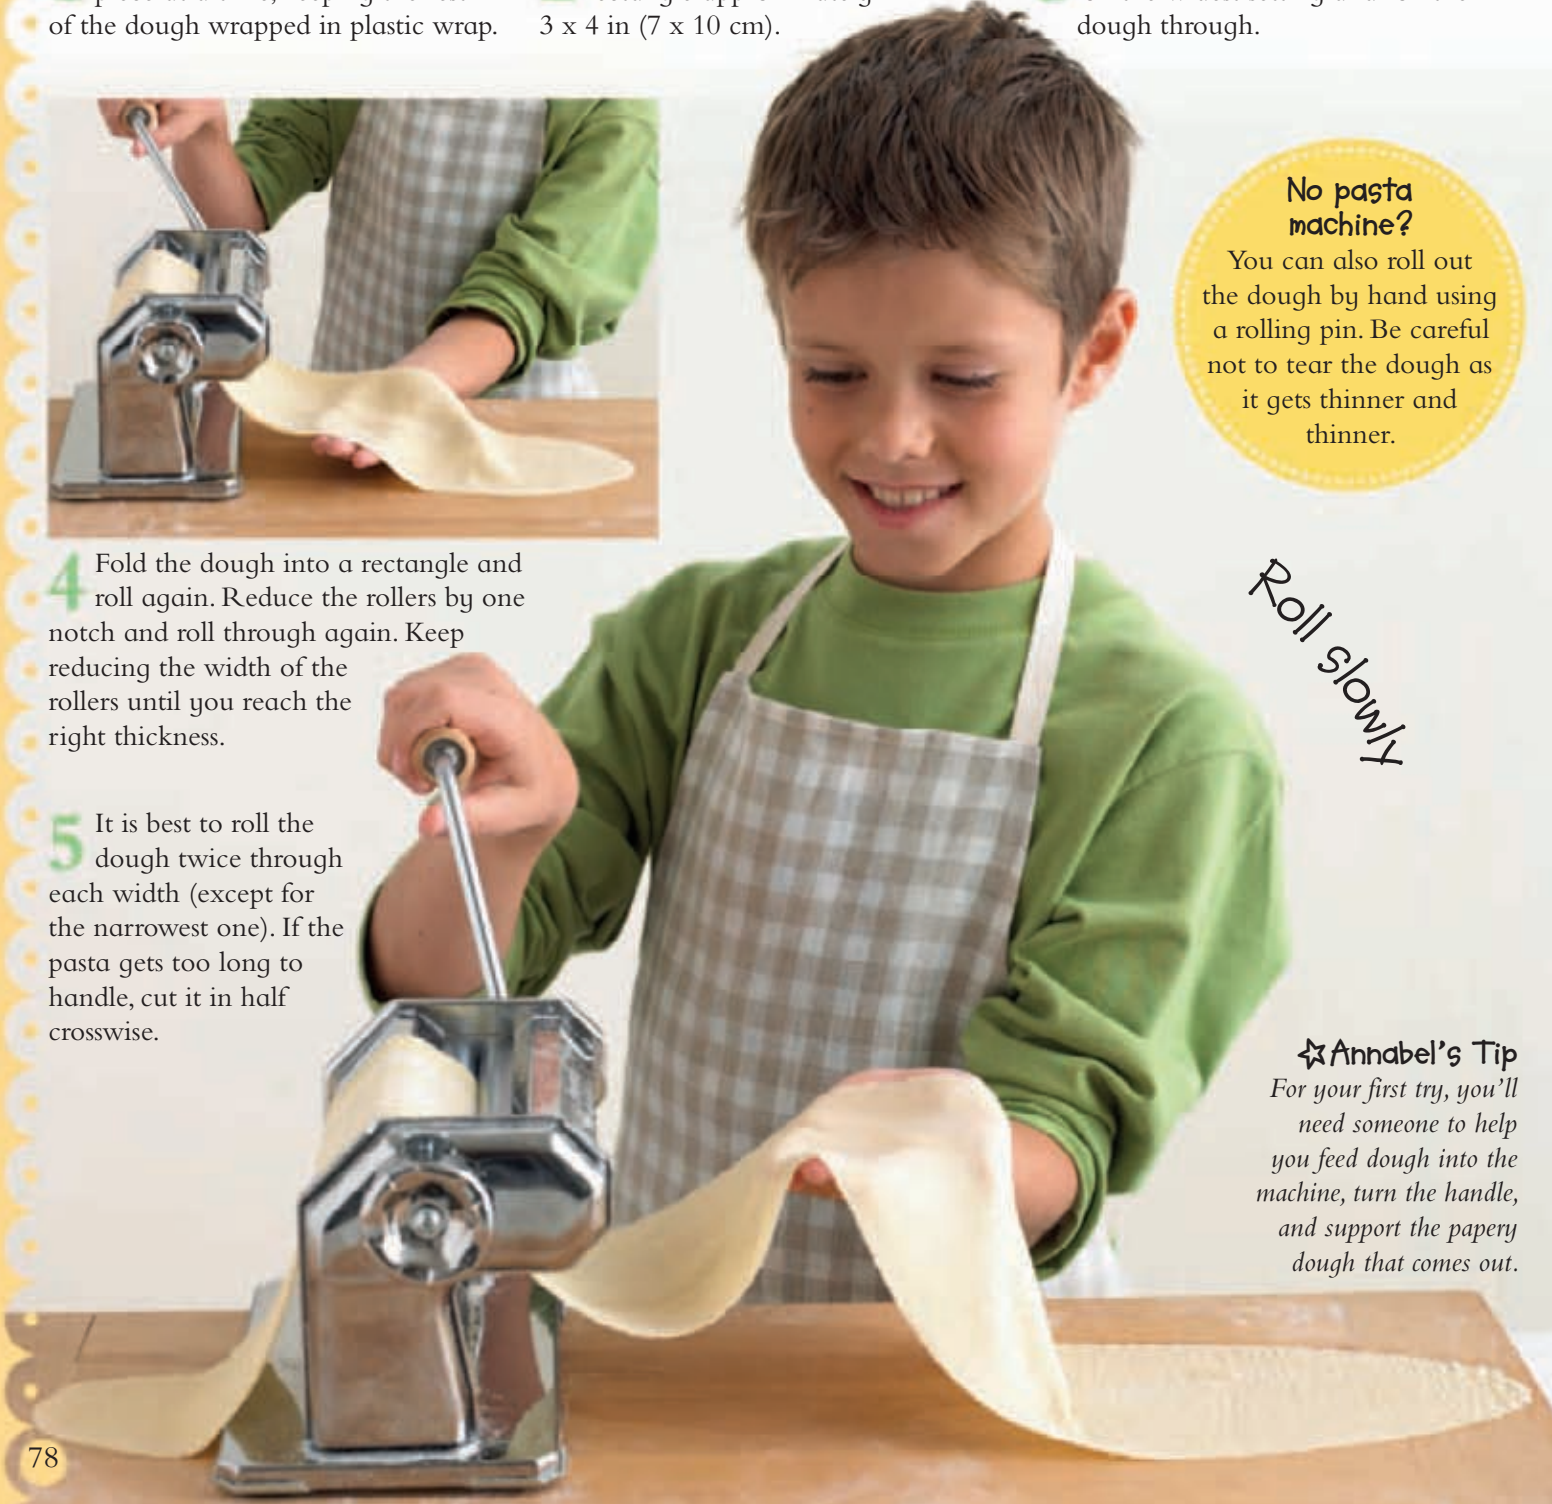 of the dough wrapped in plastic wrap.
3 x 4 in (7 x 10 cm).
dough through.
No pasta
machine?
You can also roll out
the dough by hand using
a rolling pin. Be careful
not to tear the dough as
it gets thinner and
thinner.
4 Fold the dough into a rectangle and
roll again. Reduce the rollers by one
notch and roll through again. Keep
reducing the width of the
rollers until you reach the
right thickness.
Roll slowly
5 It is best to roll the
dough twice through
each width (except for
the narrowest one). If the
pasta gets too long to
handle, cut it in half
crosswise.
Annabel's Tip
For your first try, you'll
need someone to help
you feed dough into the
machine, turn the handle,
and support the papery
dough that comes out.
78